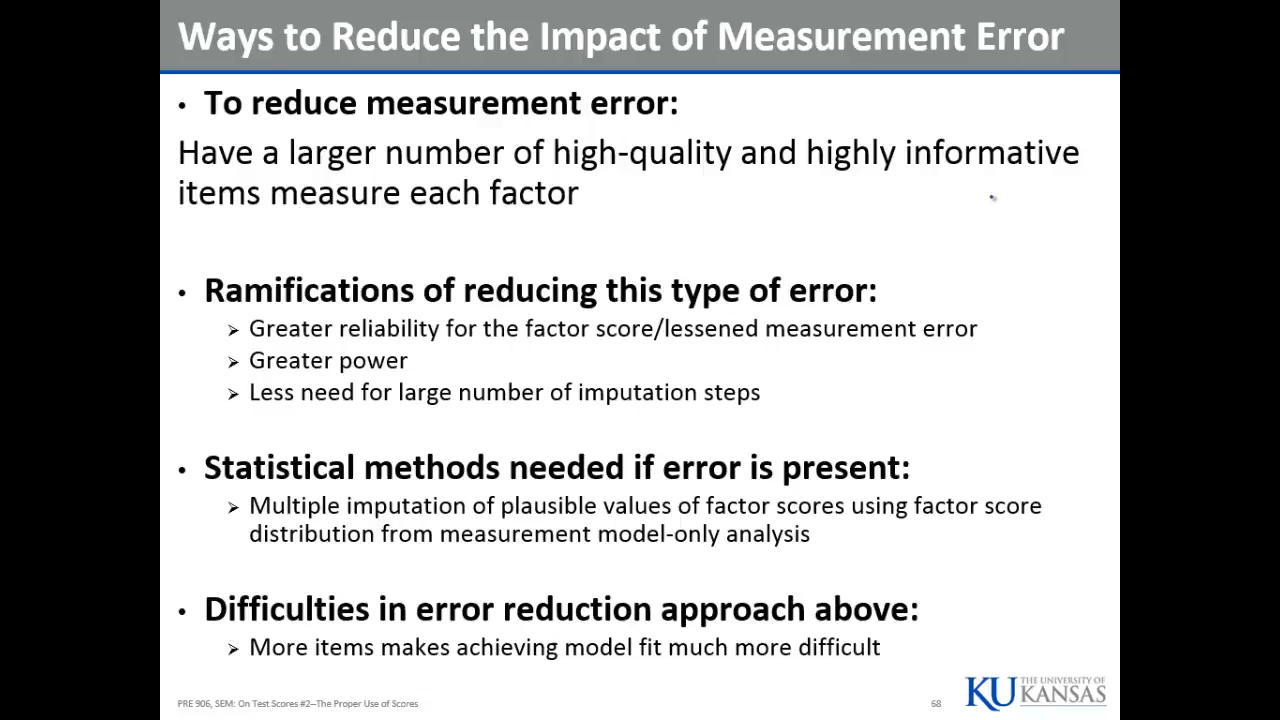 Ways to Reduce the Impact of Measurement Error
• To reduce measurement error:
Have a larger number of high-quality and highly informative
items measure each factor
• Ramifications of reducing this type of error:
➢ Greater reliability for the factor score/lessened measurement error
➢ Greater power
➢ Less need for large number of imputation steps
• Statistical methods needed if error is present:
➢ Multiple imputation of plausible values of factor scores using factor score
distribution from measurement model-only analysis
• Difficulties in error reduction approach above:
➢ More items makes achieving model fit much more difficult
PRE 906, SEM: On Test Scores #2--The Proper Use of Scores
68
KU THE UNIVERSITY OF
KANSAS